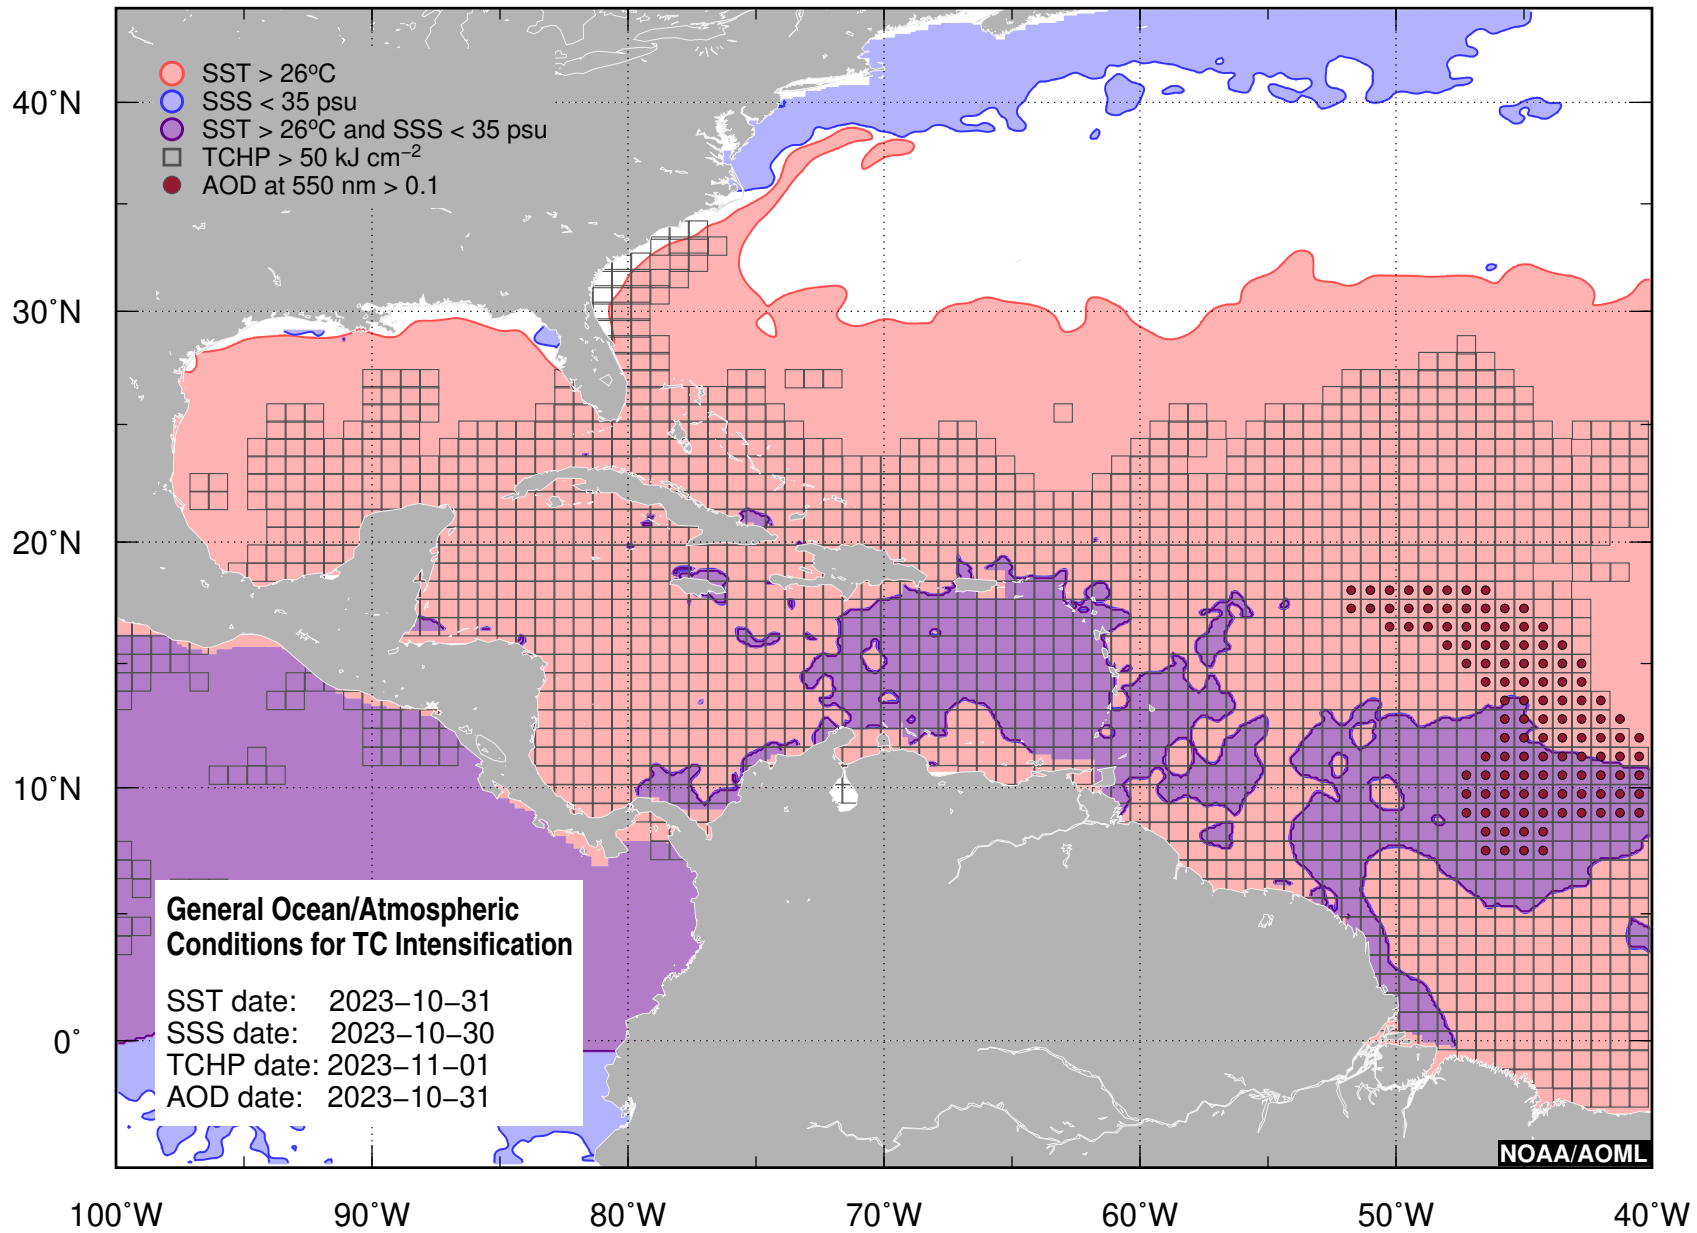 SST > 26°C
SSS < 35 psu
SST > 26°C and SSS < 35 psu
TCHP > 50 kJ cm⁻²
AOD at 550 nm > 0.1
40°N
30°N
20°N
10°N
0°
General Ocean/Atmospheric
Conditions for TC Intensification
SST date: 2023−10−31
SSS date: 2023−10−30
TCHP date: 2023−11−01
AOD date: 2023−10−31
NOAA/AOML
100°W 90°W 80°W 70°W 60°W 50°W 40°W